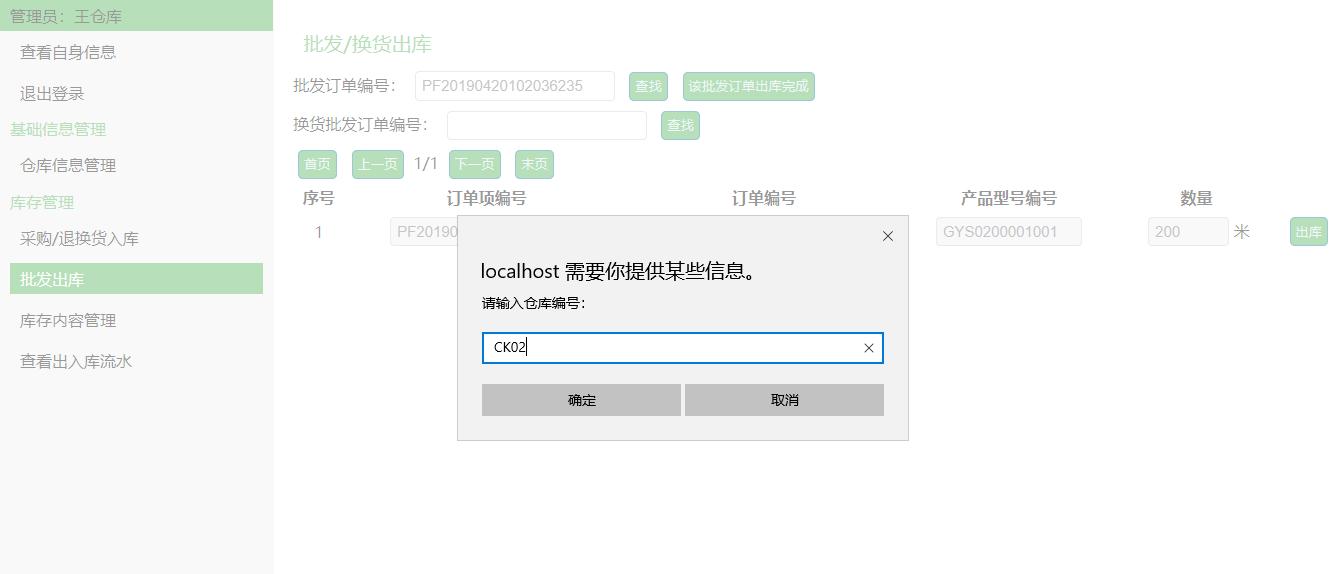 管理员：王仓库
查看自身信息
退出登录
基础信息管理
仓库信息管理
库存管理
采购/退换货入库
批发出库
库存内容管理
查看出入库流水
批发/换货出库
批发订单编号： PF20190420102036235 查找 该批发订单出库完成
换货批发订单编号： 查找
首页 上一页 1/1 下一页 末页
序号 订单项编号 订单编号 产品型号编号 数量
1 PF20190 GYS0200001001 200 米 出库
localhost 需要你提供某些信息。
请输入仓库编号：
CK02
确定 取消